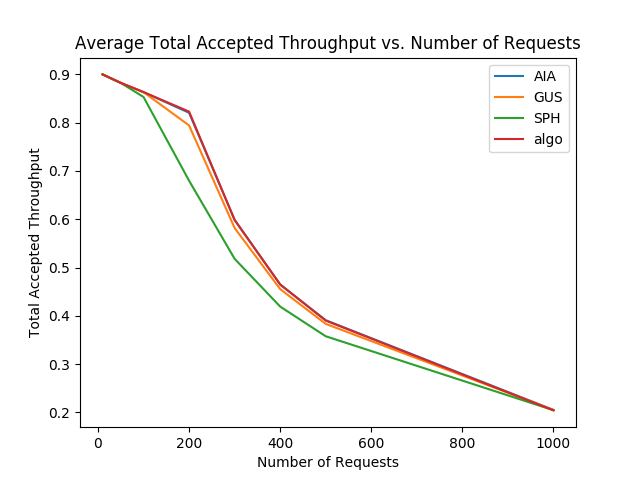 Average Total Accepted Throughput vs. Number of Requests
AIA
GUS
SPH
algo
Total Accepted Throughput
0.9
0.8
0.7
0.6
0.5
0.4
0.3
0.2
0 200 400 600 800 1000
Number of Requests